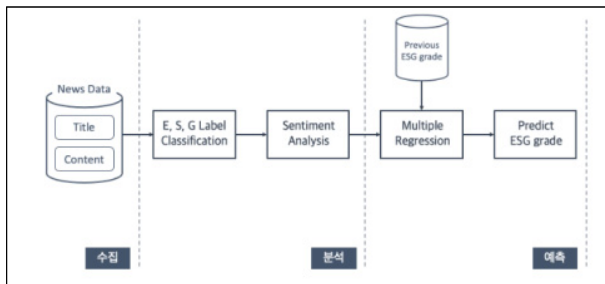 Previous
ESG grade
News Data
Title
Content
E, S, G Label
Classification
Sentiment
Analysis
Multiple
Regression
Predict
ESG grade
수집
분석
예측